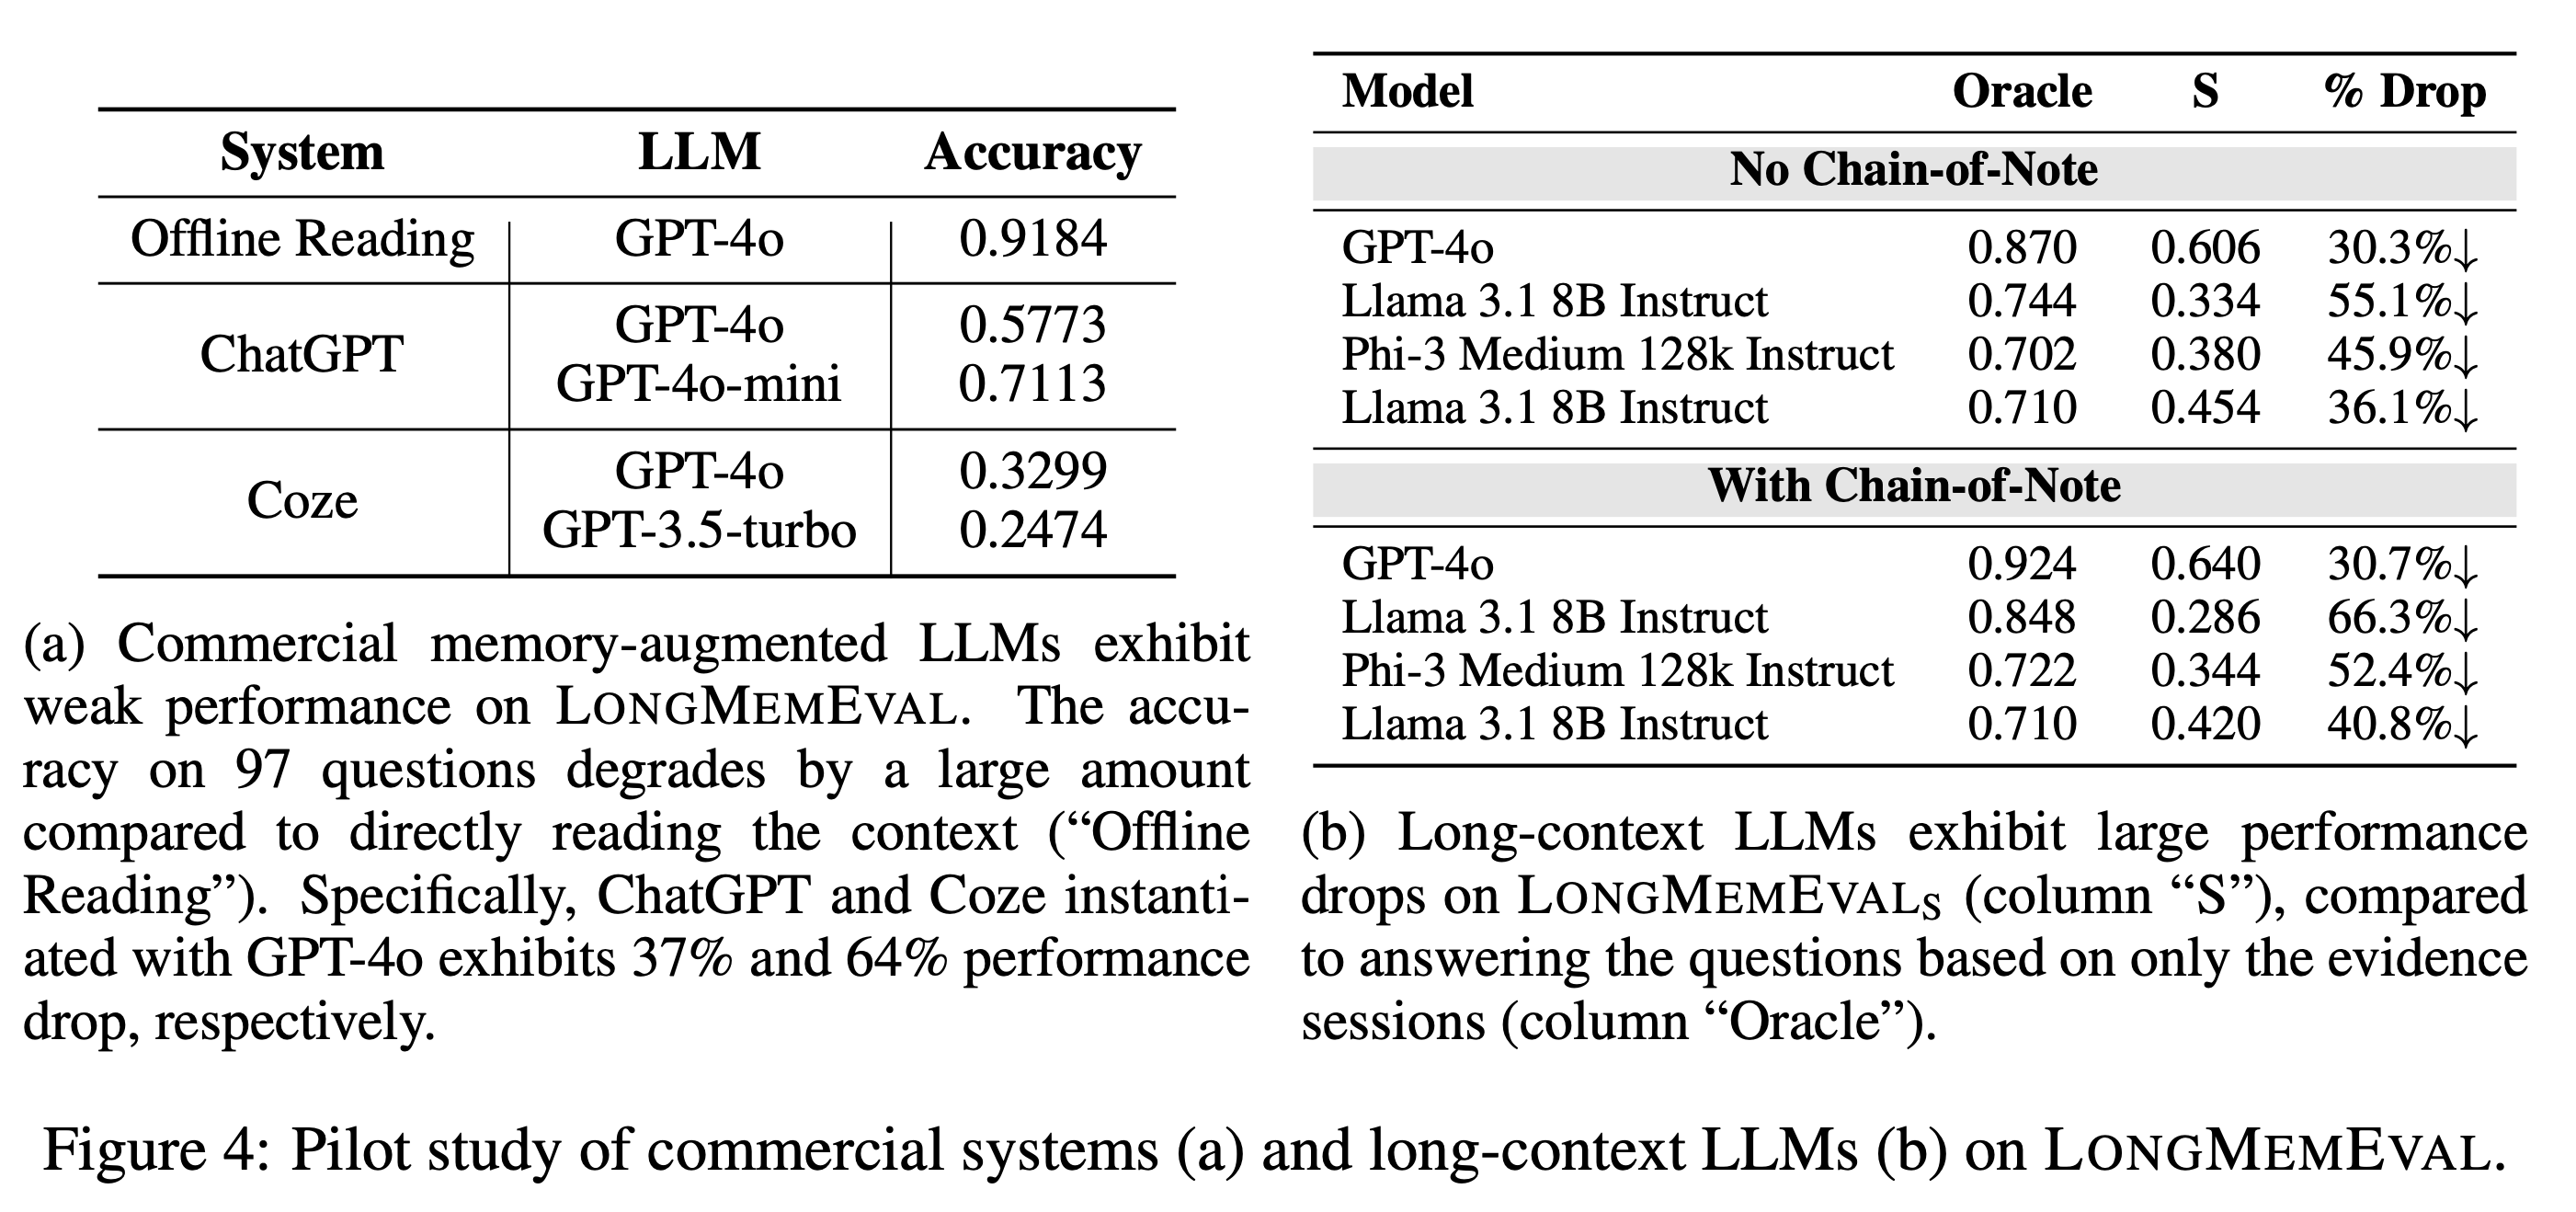 System LLM Accuracy
Offline Reading GPT-4o 0.9184
ChatGPT GPT-4o 0.5773
GPT-4o-mini 0.7113
Coze GPT-4o 0.3299
GPT-3.5-turbo 0.2474
(a) Commercial memory-augmented LLMs exhibit
weak performance on LONGMEMEVAL. The accu-
racy on 97 questions degrades by a large amount
compared to directly reading the context (“Offline
Reading”). Specifically, ChatGPT and Coze instanti-
ated with GPT-4o exhibits 37% and 64% performance
drop, respectively.
Model Oracle S % Drop
No Chain-of-Note
GPT-4o 0.870 0.606 30.3%↓
Llama 3.1 8B Instruct 0.744 0.334 55.1%↓
Phi-3 Medium 128k Instruct 0.702 0.380 45.9%↓
Llama 3.1 8B Instruct 0.710 0.454 36.1%↓
With Chain-of-Note
GPT-4o 0.924 0.640 30.7%↓
Llama 3.1 8B Instruct 0.848 0.286 66.3%↓
Phi-3 Medium 128k Instruct 0.722 0.344 52.4%↓
Llama 3.1 8B Instruct 0.710 0.420 40.8%↓
(b) Long-context LLMs exhibit large performance
drops on LONGMEMEVALS (column “S”), compared
to answering the questions based on only the evidence
sessions (column “Oracle”).
Figure 4: Pilot study of commercial systems (a) and long-context LLMs (b) on LONGMEMEVAL.